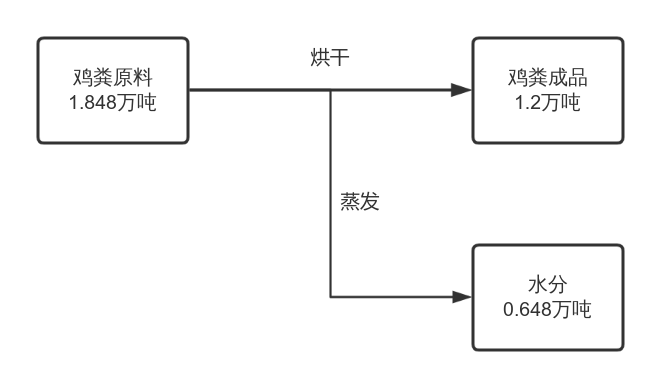 烘干
鸡粪原料
1.848万吨
鸡粪成品
1.2万吨
蒸发
水分
0.648万吨